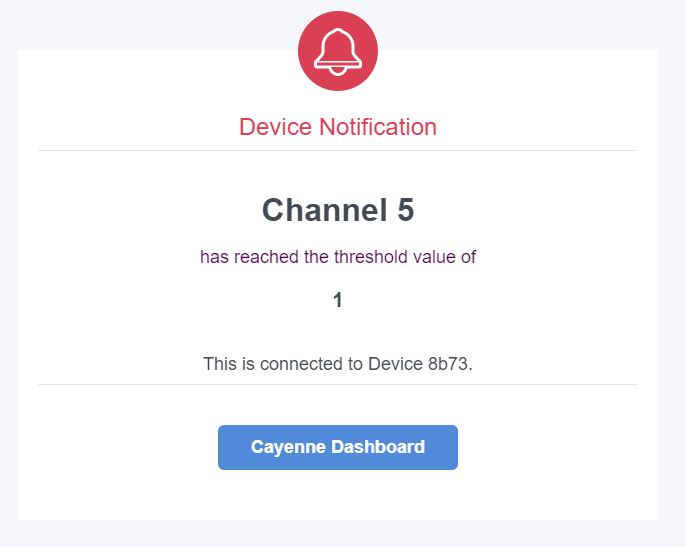 Device Notification
Channel 5
has reached the threshold value of
1
This is connected to Device 8b73.
Cayenne Dashboard